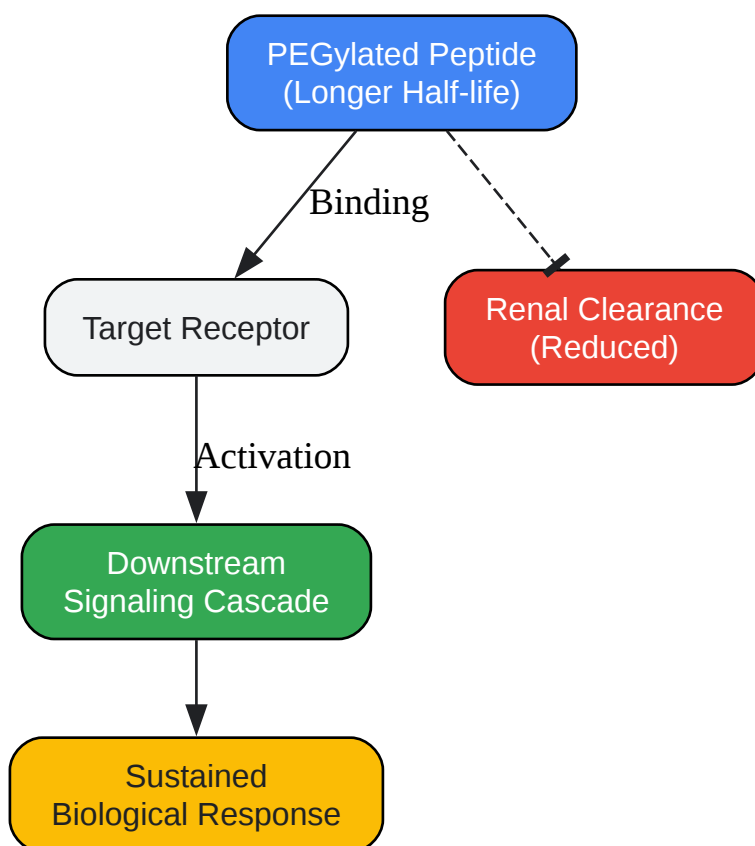 PEGylated Peptide
(Longer Half-life)
Binding
Target Receptor
Renal Clearance
(Reduced)
Activation
Downstream
Signaling Cascade
Sustained
Biological Response